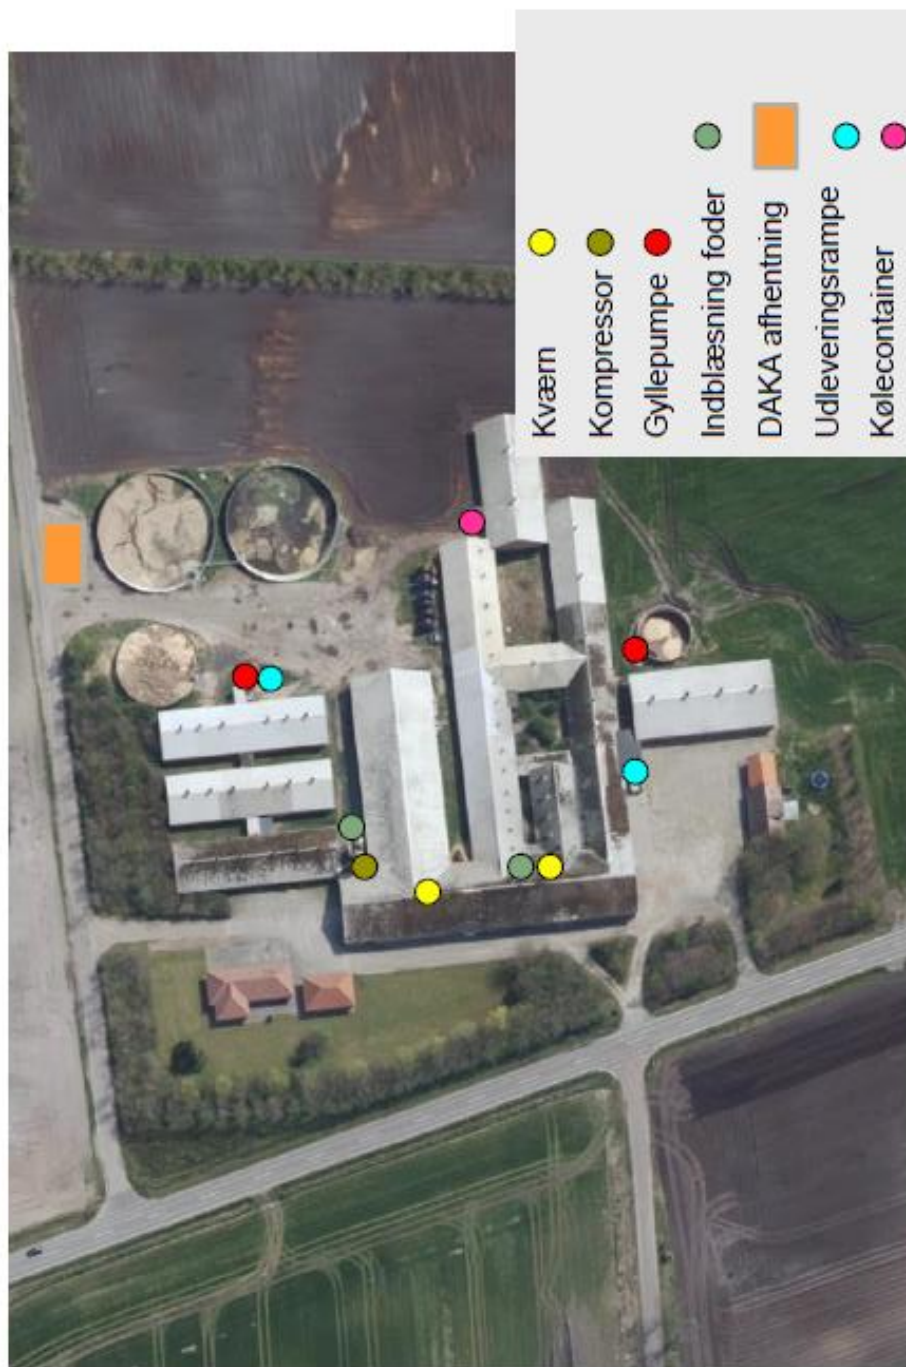 Kværn
Kompressor
Gyllepumpe
Indblæsning foder
DAKA afhentning
Udleveringsrampe
Kølecontainer